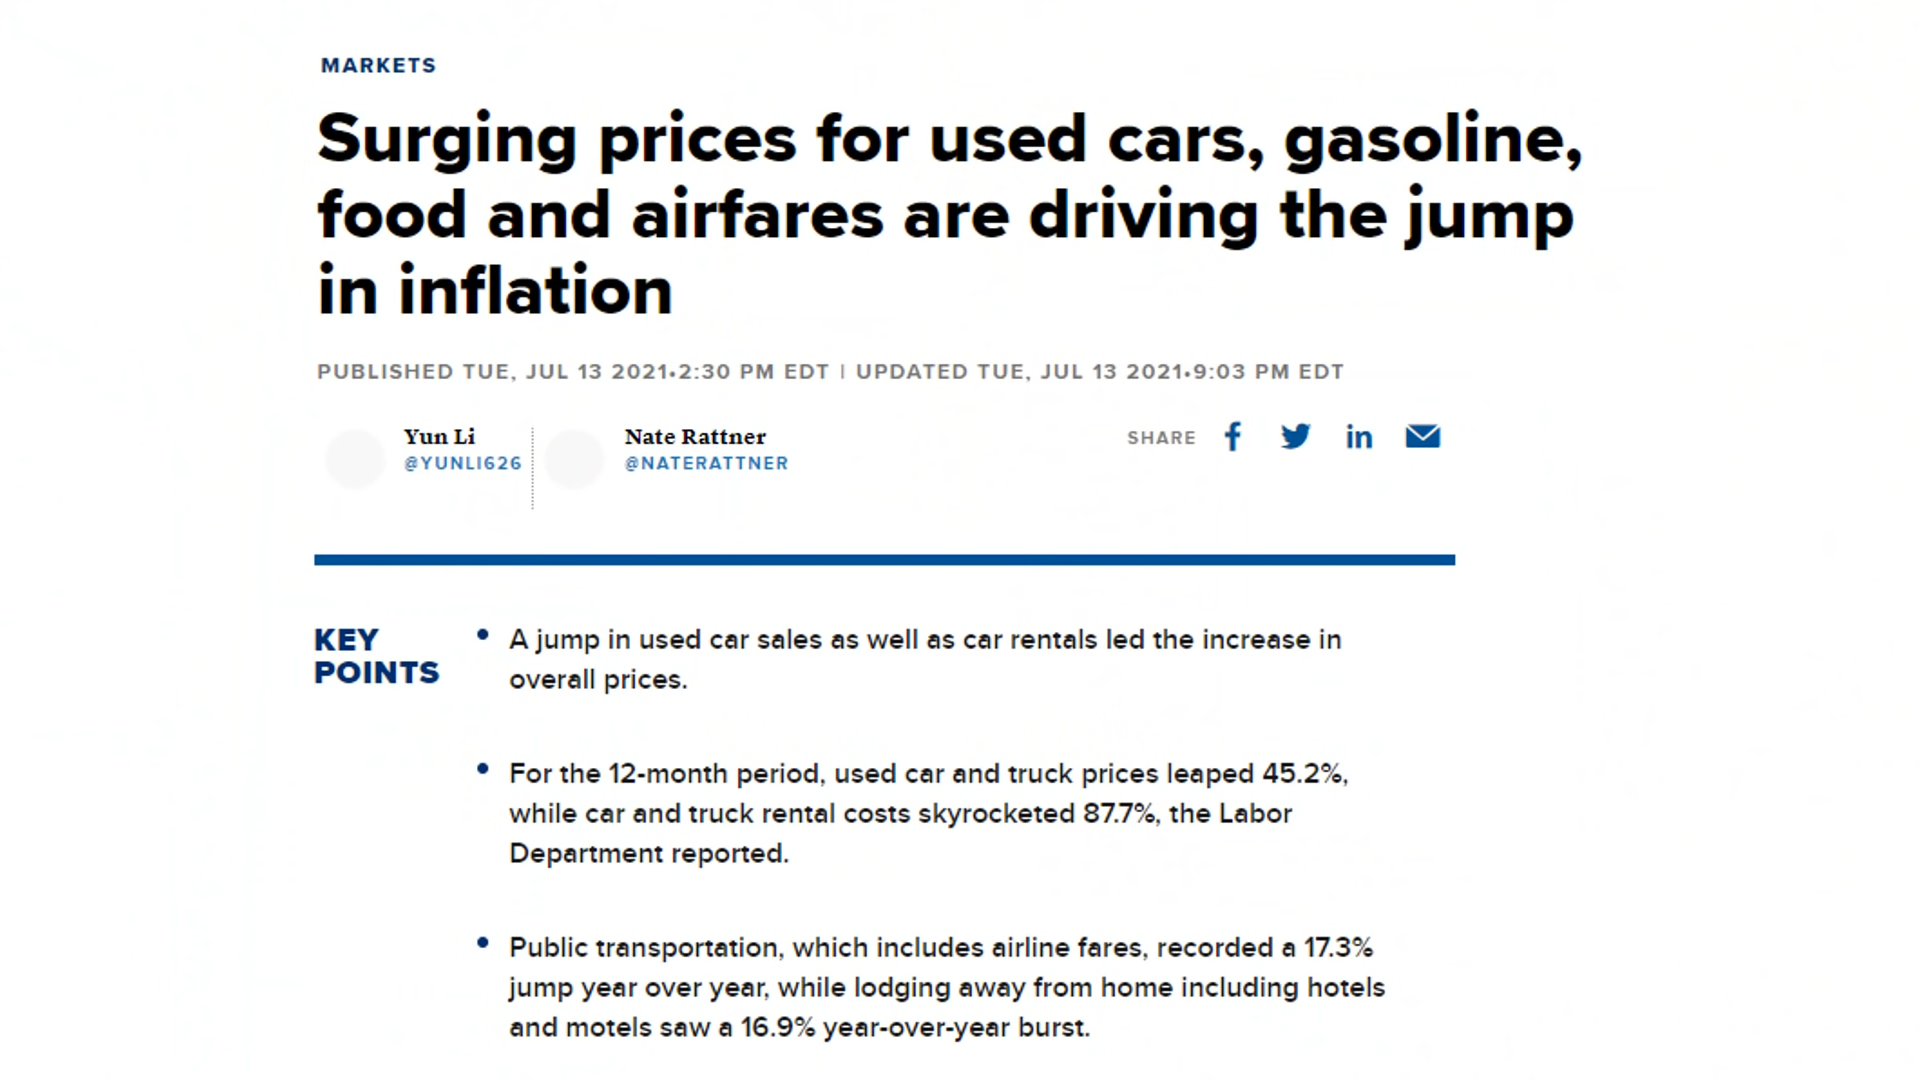 MARKETS
Surging prices for used cars, gasoline,
food and airfares are driving the jump
in inflation
PUBLISHED TUE, JUL 13 2021•2:30 PM EDT | UPDATED TUE, JUL 13 2021•9:03 PM EDT
Yun Li
@YUNLI626
Nate Rattner
@NATERATTNER
SHARE
KEY
POINTS
• A jump in used car sales as well as car rentals led the increase in
overall prices.
• For the 12-month period, used car and truck prices leaped 45.2%,
while car and truck rental costs skyrocketed 87.7%, the Labor
Department reported.
• Public transportation, which includes airline fares, recorded a 17.3%
jump year over year, while lodging away from home including hotels
and motels saw a 16.9% year-over-year burst.